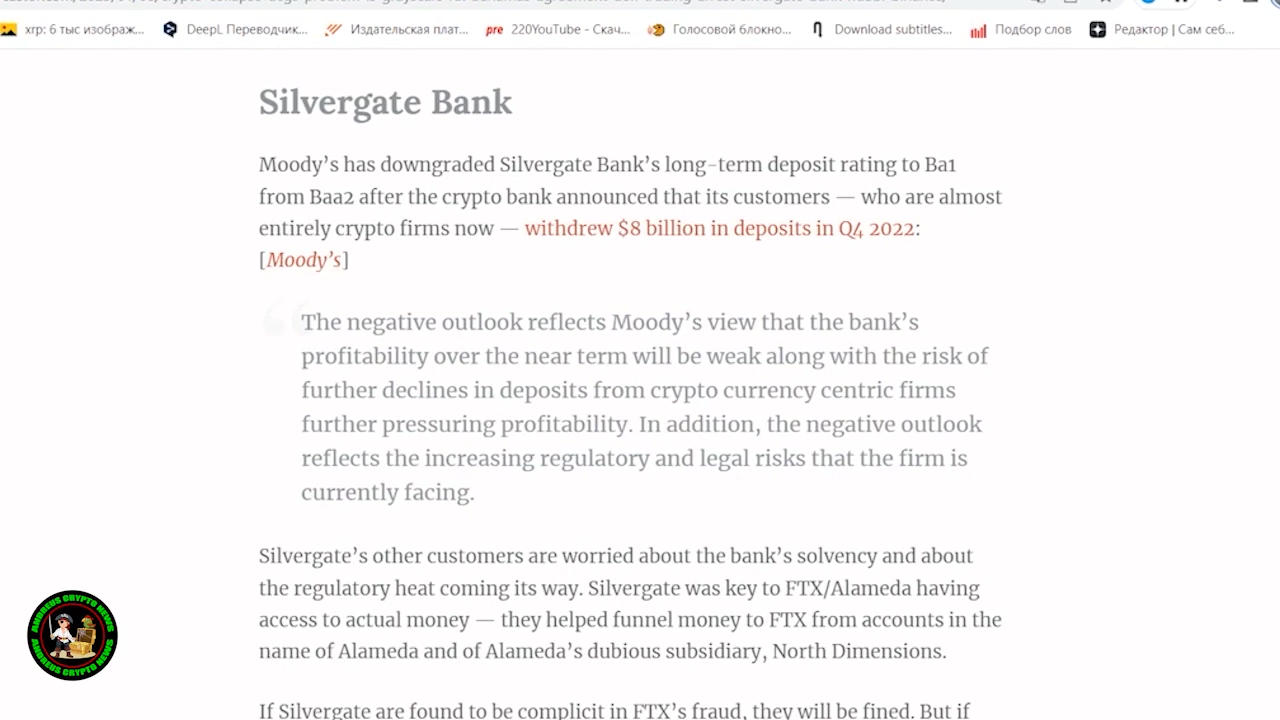 xrp: 6 тыс изображ...
DeepL Переводчик...
Издательская плат...
pre 220YouTube - Скач...
Голосовой блокно...
Download subtitles...
Подбор слов
Редактор | Сам себ...
Silvergate Bank
Moody’s has downgraded Silvergate Bank’s long-term deposit rating to Ba1
from Baa2 after the crypto bank announced that its customers — who are almost
entirely crypto firms now — withdrew $8 billion in deposits in Q4 2022:
[Moody’s]
“The negative outlook reflects Moody’s view that the bank’s
profitability over the near term will be weak along with the risk of
further declines in deposits from crypto currency centric firms
further pressuring profitability. In addition, the negative outlook
reflects the increasing regulatory and legal risks that the firm is
currently facing.
Silvergate’s other customers are worried about the bank’s solvency and about
the regulatory heat coming its way. Silvergate was key to FTX/Alameda having
access to actual money — they helped funnel money to FTX from accounts in the
name of Alameda and of Alameda’s dubious subsidiary, North Dimensions.
If Silvergate are found to be complicit in FTX’s fraud, they will be fined. But if
ANDREUS CRYPTO NEWS
ANDREUS CRYPTO NEWS